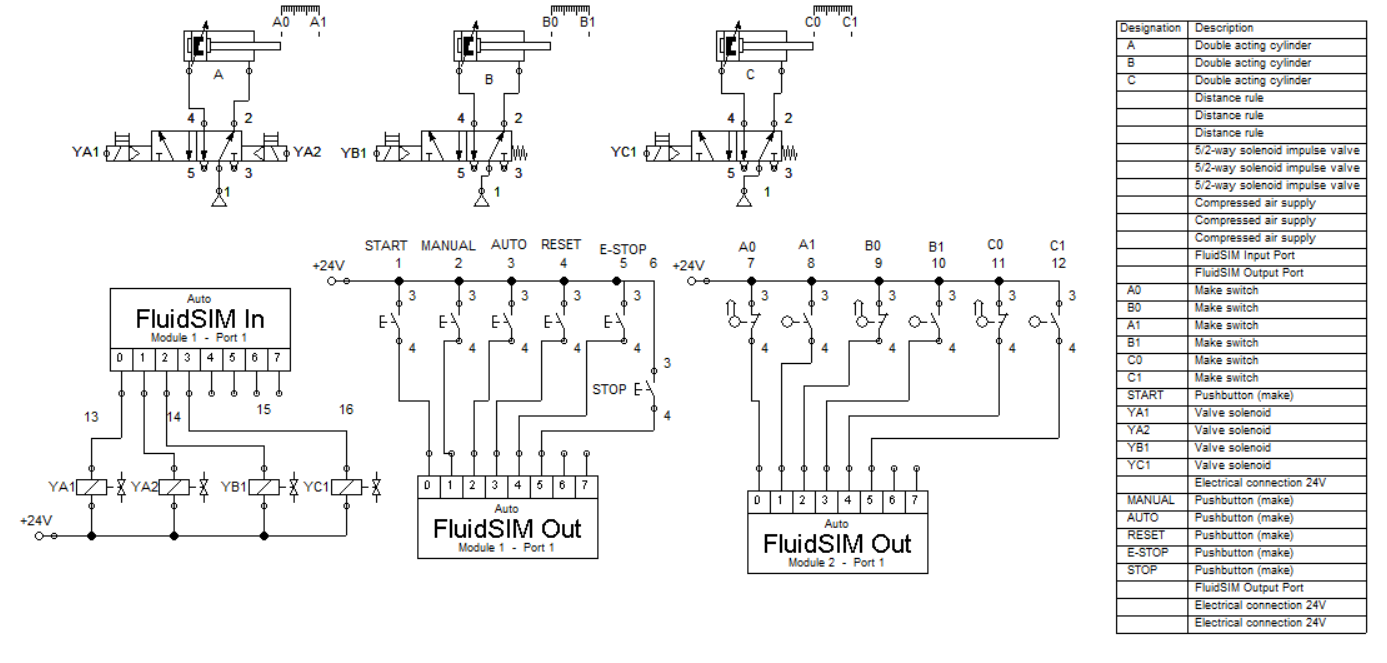 A0 A1
B0 B1
C0 C1
A
B
C
4 2
4 2
4 2
YA1 YA2
YB1
YC1
5 3
5 3
5 3
1
1
1
START MANUAL AUTO RESET E-STOP
+24V 1 2 3 4 5 6
A0 A1 B0 B1 C0 C1
+24V 7 8 9 10 11 12
3 3 3 3 3
4 4 4 4 4
3 3 3 3 3 3
4 4 4 4 4 4
3
STOP
4
Auto
FluidSIM In
Module 1 - Port 1
0 1 2 3 4 5 6 7
13 14 15 16
YA1 YA2 YB1 YC1
+24V
0 1 2 3 4 5 6 7
Auto
FluidSIM Out
Module 1 - Port 1
0 1 2 3 4 5 6 7
Auto
FluidSIM Out
Module 2 - Port 1
Designation Description
A Double acting cylinder
B Double acting cylinder
C Double acting cylinder
Distance rule
Distance rule
Distance rule
5/2-way solenoid impulse valve
5/2-way solenoid impulse valve
5/2-way solenoid impulse valve
Compressed air supply
Compressed air supply
Compressed air supply
FluidSIM Input Port
FluidSIM Output Port
A0 Make switch
B0 Make switch
A1 Make switch
B1 Make switch
C0 Make switch
C1 Make switch
START Pushbutton (make)
YA1 Valve solenoid
YA2 Valve solenoid
YB1 Valve solenoid
YC1 Valve solenoid
Electrical connection 24V
MANUAL Pushbutton (make)
AUTO Pushbutton (make)
RESET Pushbutton (make)
E-STOP Pushbutton (make)
STOP Pushbutton (make)
FluidSIM Output Port
Electrical connection 24V
Electrical connection 24V